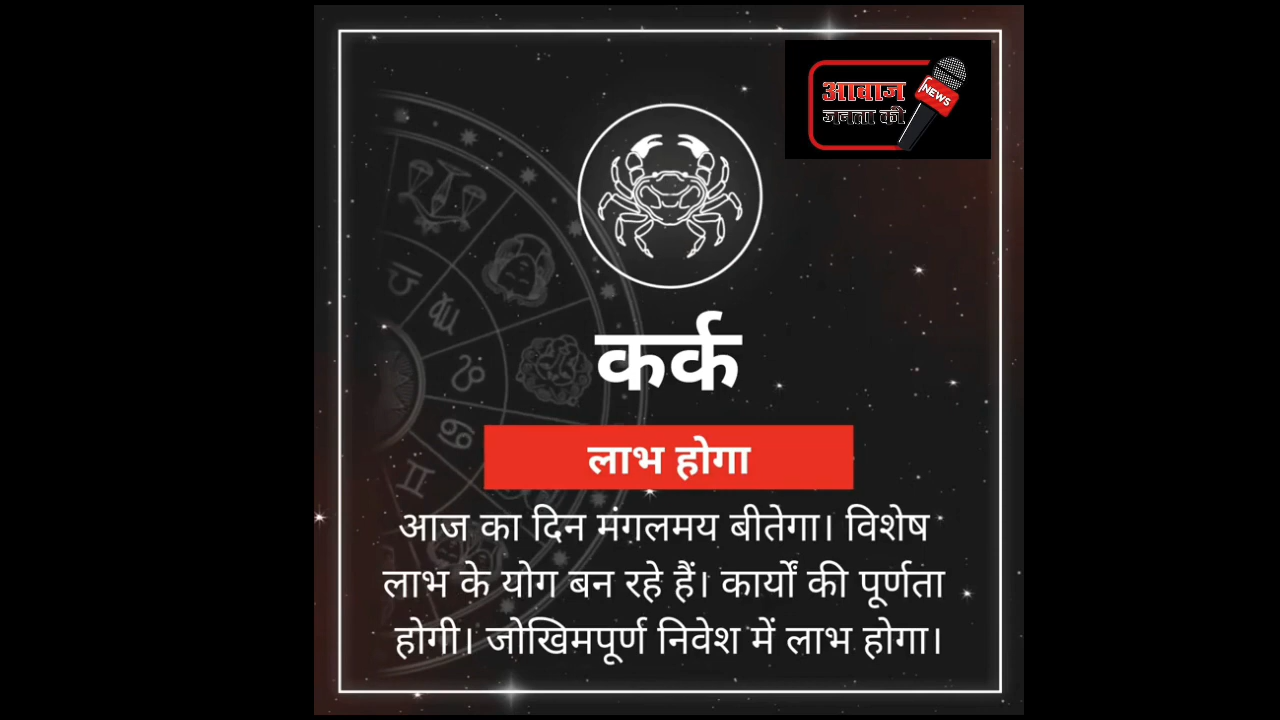 आवाज
जनता की
NEWS
कर्क
लाभ होगा
आज का दिन मंगलमय बीतेगा। विशेष
लाभ के योग बन रहे हैं। कार्यों की पूर्णता
होगी। जोखिमपूर्ण निवेश में लाभ होगा।